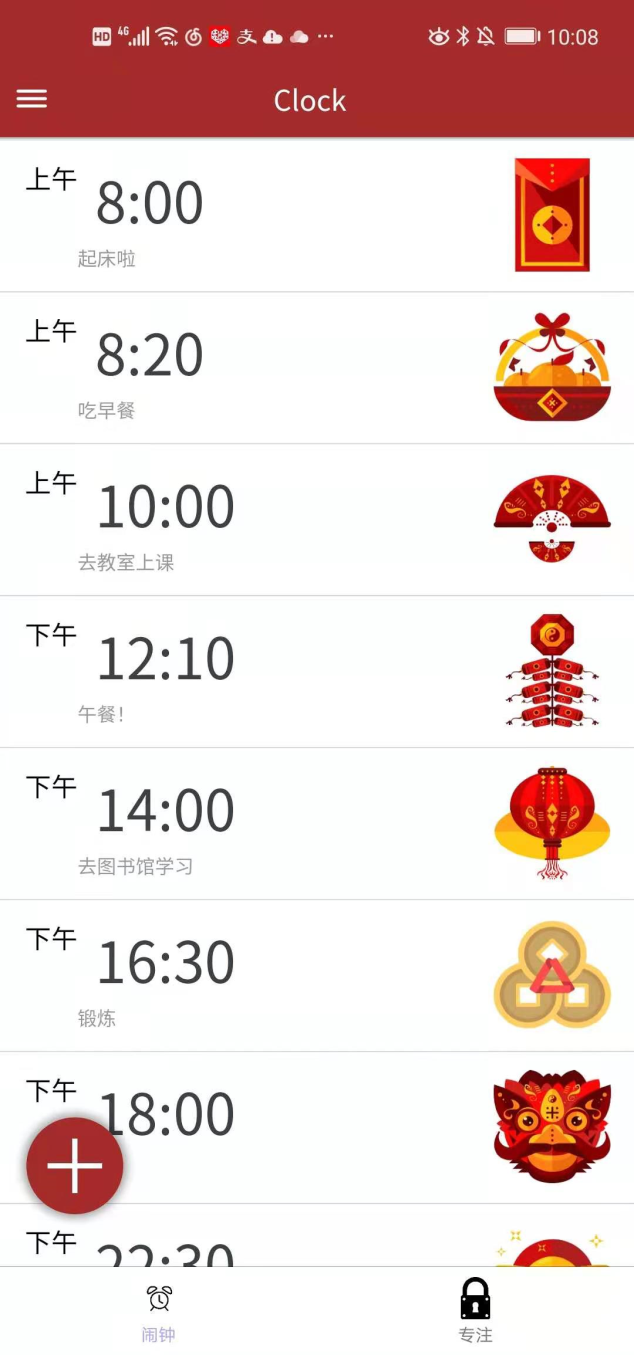 HD 4G 支 ... 10:08
Clock
上午 8:00
起床啦
上午 8:20
吃早餐
上午 10:00
去教室上课
下午 12:10
午餐！
下午 14:00
去图书馆学习
下午 16:30
锻炼
下午 18:00
下午 22:30
闹钟 专注